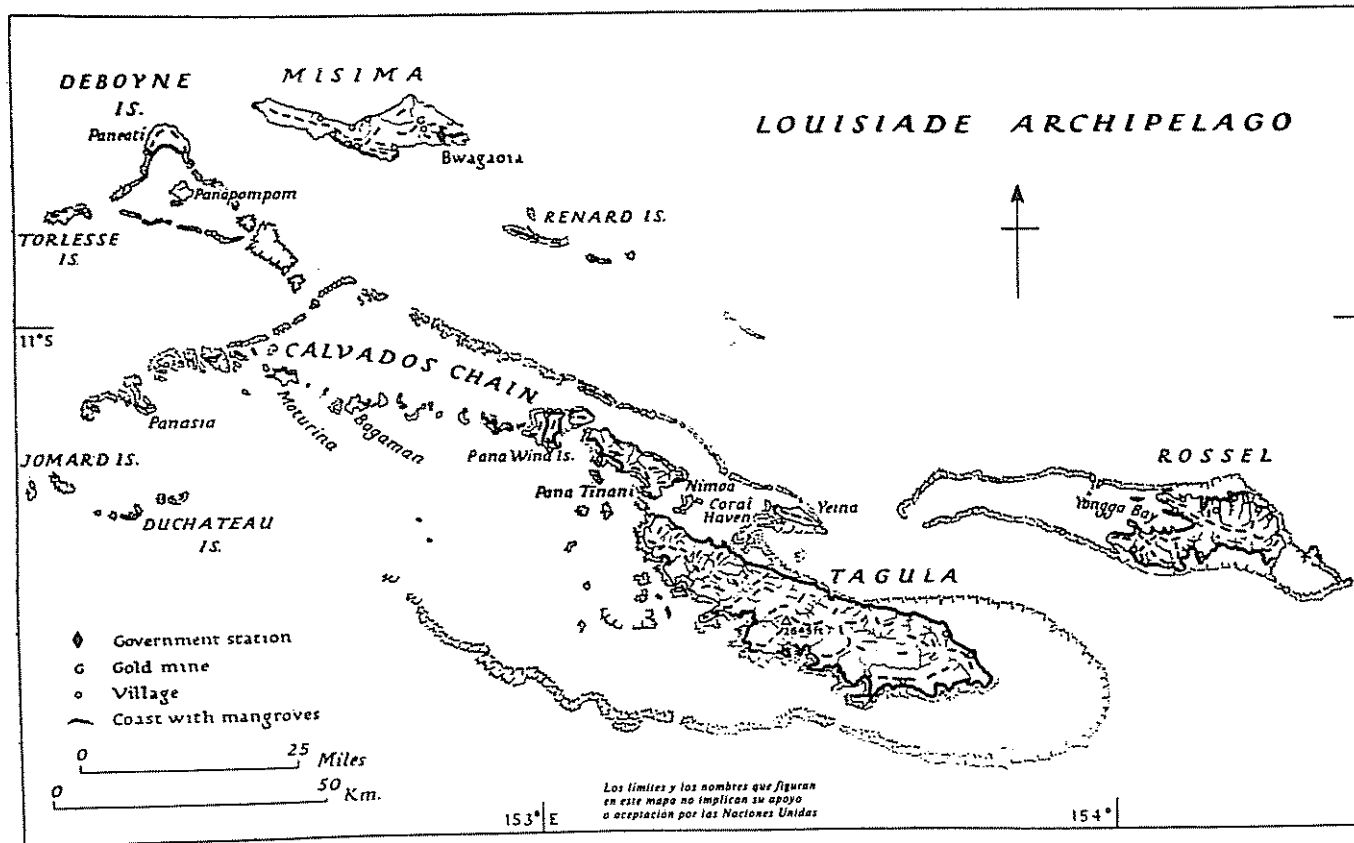 DEBOYNE
IS.
Paneati
MISIMA
Bwagaoia
LOUISIADE ARCHIPELAGO
Panapompom
TORLESSE
IS.
RENARD IS.
11°S
CALVADOS CHAIN
Panasia
Moturina
Bagaman
Pana Wina Is.
JOMARD IS.
DUCHATEAU
IS.
Pana Tinani
Nimoa
Coral
Haven
Yeina
ROSSEL
Yongga Bay
TAGULA
Government station
Gold mine
Village
Coast with mangroves
0 25 Miles
0 50 Km.
Los límites y los nombres que figuran
en este mapa no implican su apoyo
o aceptación por las Naciones Unidas
153° E
154°